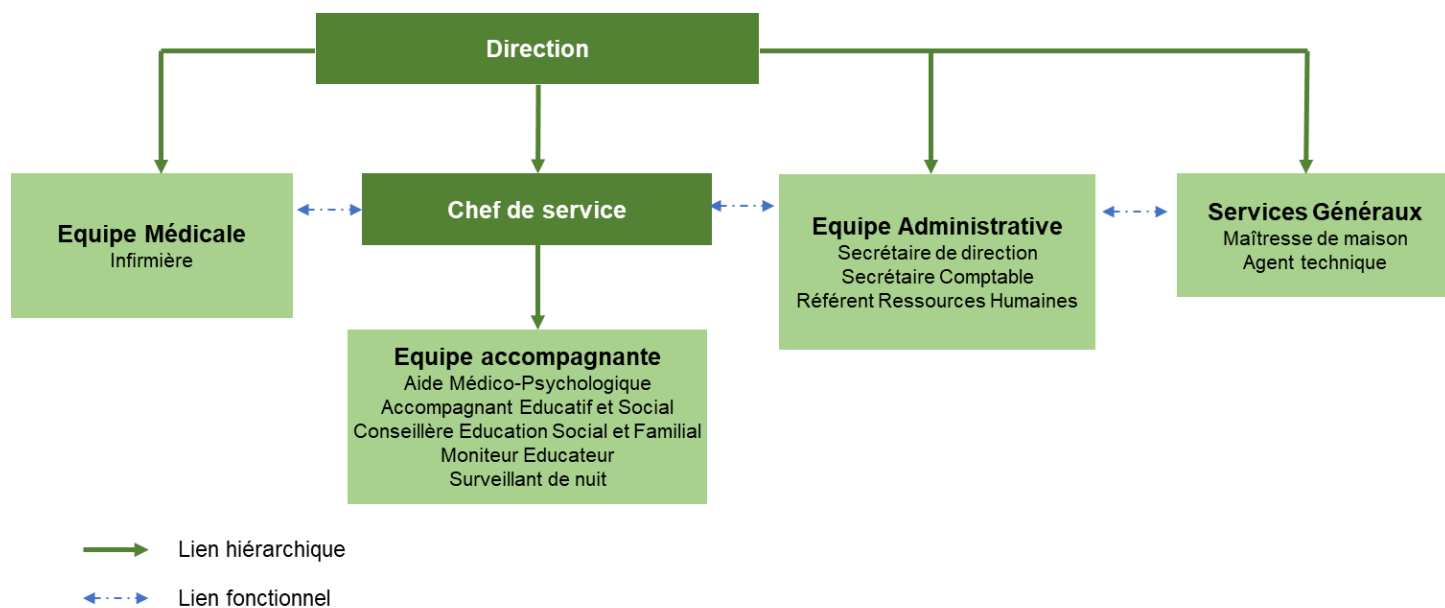 Direction
Equipe Médicale
Infirmière
Chef de service
Equipe Administrative
Secrétaire de direction
Secrétaire Comptable
Référent Ressources Humaines
Services Généraux
Maîtresse de maison
Agent technique
Equipe accompagnante
Aide Médico-Psychologique
Accompagnant Educatif et Social
Conseillère Education Social et Familial
Moniteur Educateur
Surveillant de nuit
Lien hiérarchique
Lien fonctionnel